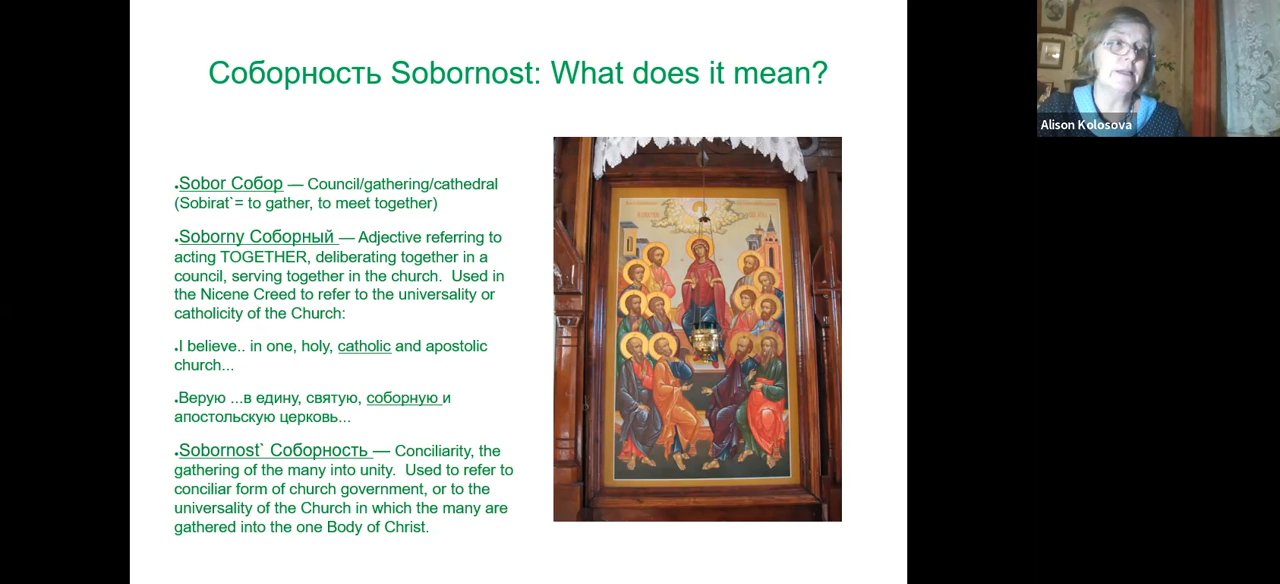 Соборность Sobornost: What does it mean?
•Sobor Собор — Council/gathering/cathedral
(Sobirat`= to gather, to meet together)
•Soborny Соборный — Adjective referring to
acting TOGETHER, deliberating together in a
council, serving together in the church.  Used in
the Nicene Creed to refer to the universality or
catholicity of the Church:
•I believe.. in one, holy, catholic and apostolic
church...
•Верую ...в едину, святую, соборную и
апостольскую церковь...
•Sobornost` Соборность — Conciliarity, the
gathering of the many into unity.  Used to refer to
conciliar form of church government, or to the
universality of the Church in which the many are
gathered into the one Body of Christ.
Alison Kolosova